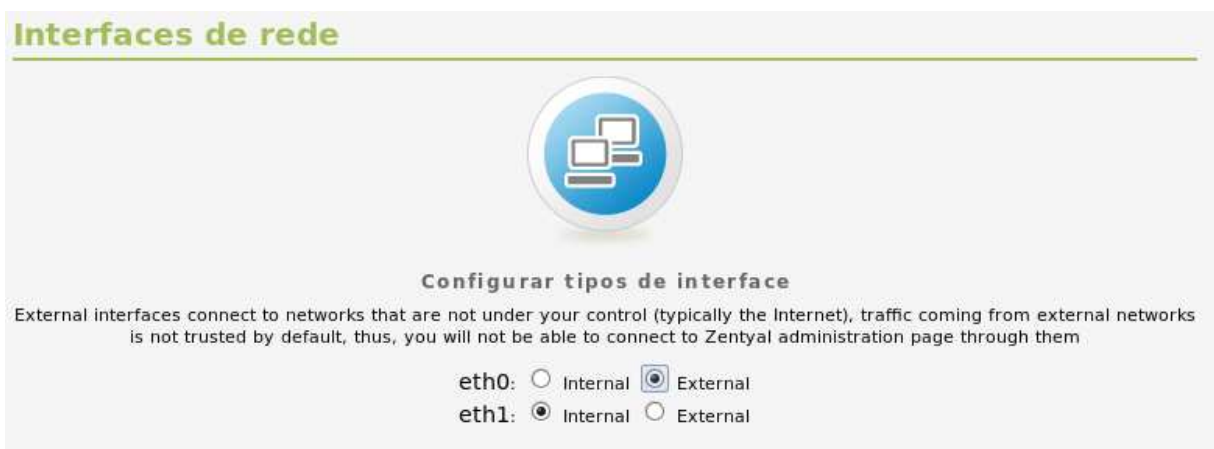 Interfaces de rede
Configurar tipos de interface
External interfaces connect to networks that are not under your control (typically the Internet), traffic coming from external networks
is not trusted by default, thus, you will not be able to connect to Zentyal administration page through them
eth0: Internal External
eth1: Internal External